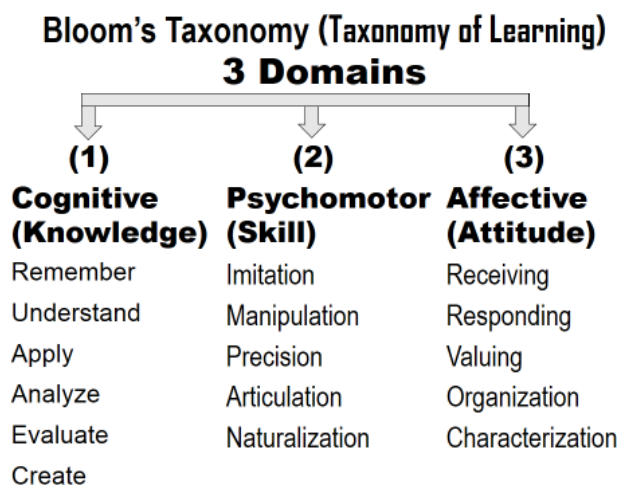 Bloom's Taxonomy (Taxonomy of Learning)
3 Domains
(1)
Cognitive
(Knowledge)
Remember
Understand
Apply
Analyze
Evaluate
Create
(2)
Psychomotor
(Skill)
Imitation
Manipulation
Precision
Articulation
Naturalization
(3)
Affective
(Attitude)
Receiving
Responding
Valuing
Organization
Characterization